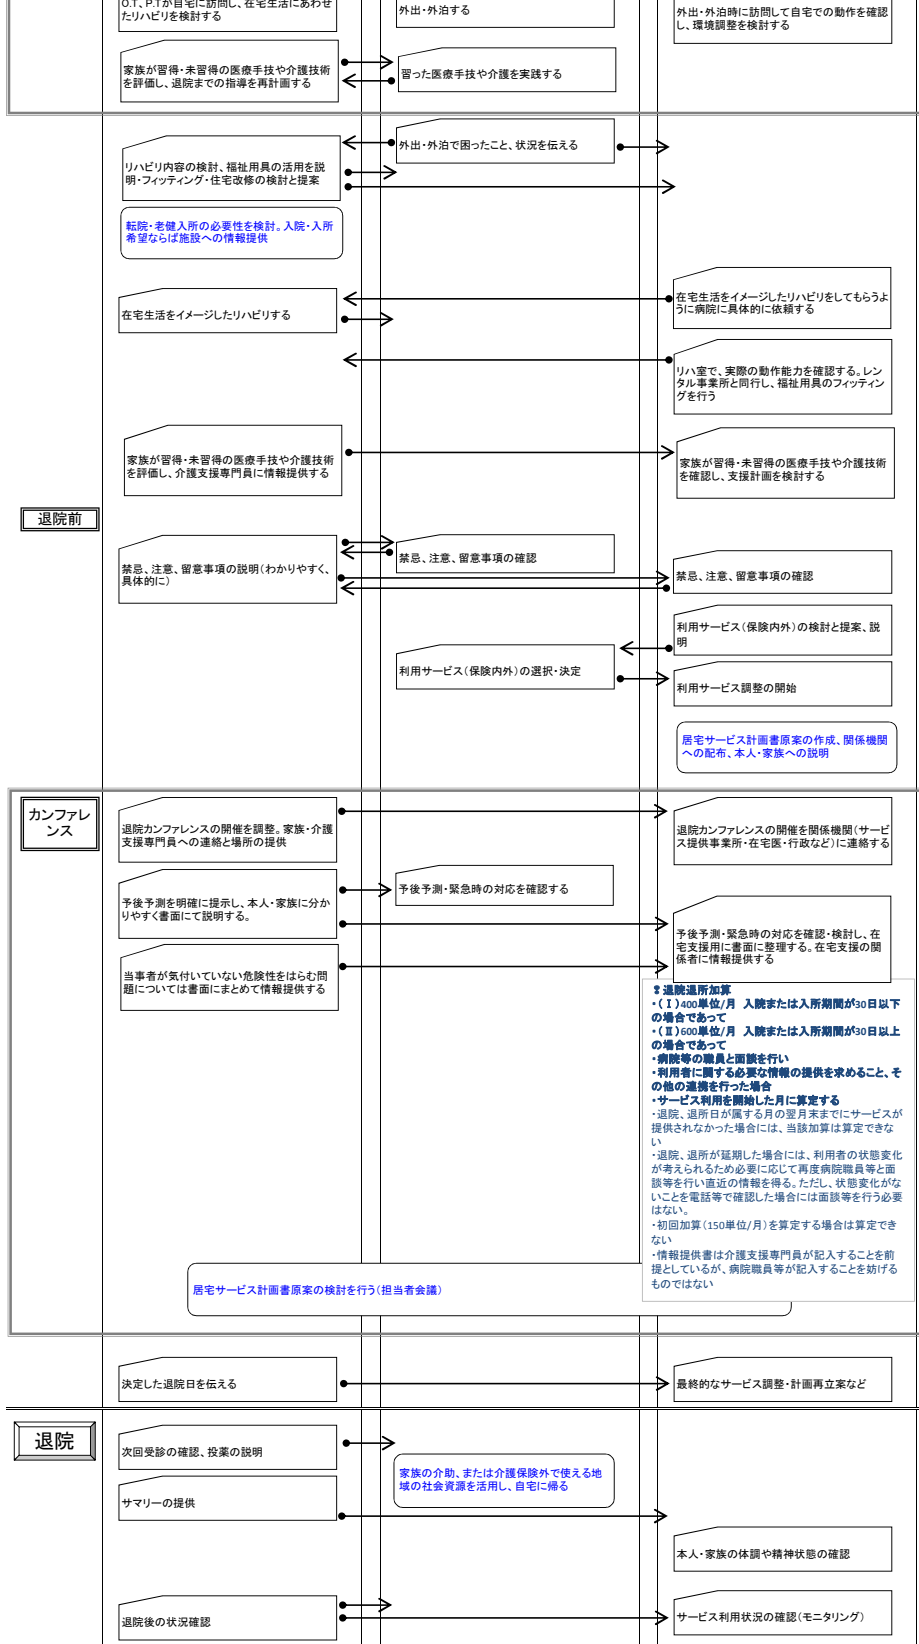 O.T、P.Tが自宅に訪問し、在宅生活にあわせ
たリハビリを検討する
外出・外泊する
外出・外泊時に訪問して自宅での動作を確認
し、環境調整を検討する
家族が習得・未習得の医療手技や介護技術
を評価し、退院までの指導を再計画する
習った医療手技や介護を実践する
外出・外泊で困ったこと、状況を伝える
リハビリ内容の検討、福祉用具の活用を説
明・フィッティング・住宅改修の検討と提案
転院・老健入所の必要性を検討。入院・入所
希望ならば施設への情報提供
在宅生活をイメージしたリハビリをしてもらうよ
うに病院に具体的に依頼する
在宅生活をイメージしたリハビリする
リハ室で、実際の動作能力を確認する。レン
タル事業所と同行し、福祉用具のフィッティン
グを行う
家族が習得・未習得の医療手技や介護技術
を評価し、介護支援専門員に情報提供する
家族が習得・未習得の医療手技や介護技術
を確認し、支援計画を検討する
退院前
禁忌、注意、留意事項の説明(わかりやすく、
具体的に)
禁忌、注意、留意事項の確認
禁忌、注意、留意事項の確認
利用サービス(保険内外)の検討と提案、説
明
利用サービス(保険内外)の選択・決定
利用サービス調整の開始
居宅サービス計画書原案の作成、関係機関
への配布、本人・家族への説明
カンファレ
ンス
退院カンファレンスの開催を調整。家族・介護
支援専門員への連絡と場所の提供
退院カンファレンスの開催を関係機関(サービ
ス提供事業所・在宅医・行政など)に連絡する
予後予測を明確に提示し、本人・家族に分か
りやすく書面にて説明する。
予後予測・緊急時の対応を確認する
予後予測・緊急時の対応を確認・検討し、在
宅支援用に書面に整理する。在宅支援の関
係者に情報提供する
当事者が気付いていない危険性をはらむ問
題については書面にまとめて情報提供する
❢退院退所加算
・(Ⅰ)400単位/月 入院または入所期間が30日以下
の場合であって
・(Ⅱ)600単位/月 入院または入所期間が30日以上
の場合であって
・病院等の職員と面談を行い
・利用者に関する必要な情報の提供を求めること、そ
の他の連携を行った場合
・サービス利用を開始した月に算定する
・退院、退所日が属する月の翌月末までにサービスが
提供されなかった場合には、当該加算は算定できな
い
・退院、退所が延期した場合には、利用者の状態変化
が考えられるため必要に応じて再度病院職員等と面
談等を行い直近の情報を得る。ただし、状態変化がな
いことを電話等で確認した場合には面談等を行う必要
はない。
・初回加算(150単位/月)を算定する場合は算定でき
ない
・情報提供書は介護支援専門員が記入することを前
提としているが、病院職員等が記入することを妨げる
ものではない
居宅サービス計画書原案の検討を行う(担当者会議)
決定した退院日を伝える
最終的なサービス調整・計画再立案など
退院
次回受診の確認、投薬の説明
家族の介助、または介護保険外で使える地
域の社会資源を活用し、自宅に帰る
サマリーの提供
本人・家族の体調や精神状態の確認
退院後の状況確認
サービス利用状況の確認(モニタリング)